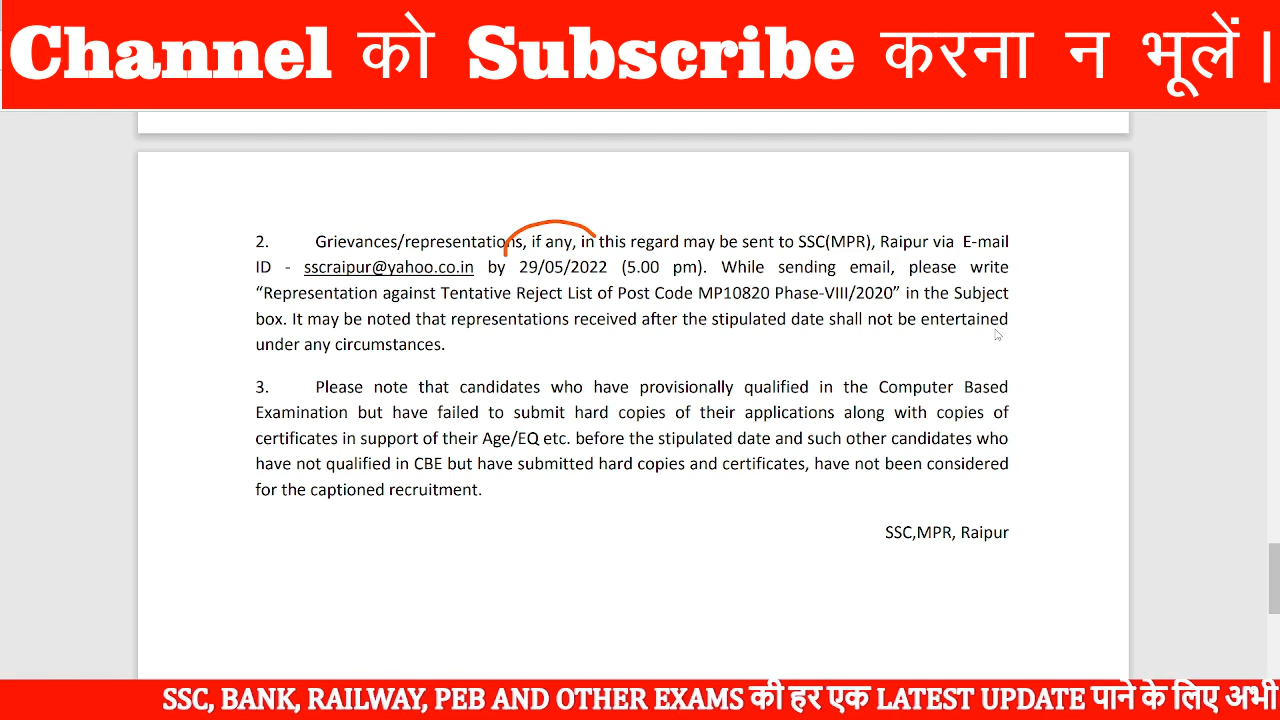 Channel को Subscribe करना न भूलें।
2. Grievances/representations, if any, in this regard may be sent to SSC(MPR), Raipur via E-mail
ID - sscraipur@yahoo.co.in by 29/05/2022 (5.00 pm). While sending email, please write
“Representation against Tentative Reject List of Post Code MP10820 Phase-VIII/2020” in the Subject
box. It may be noted that representations received after the stipulated date shall not be entertained
under any circumstances.
3. Please note that candidates who have provisionally qualified in the Computer Based
Examination but have failed to submit hard copies of their applications along with copies of
certificates in support of their Age/EQ etc. before the stipulated date and such other candidates who
have not qualified in CBE but have submitted hard copies and certificates, have not been considered
for the captioned recruitment.
SSC,MPR, Raipur
SSC, BANK, RAILWAY, PEB AND OTHER EXAMS की हर एक LATEST UPDATE पाने के लिए अभी